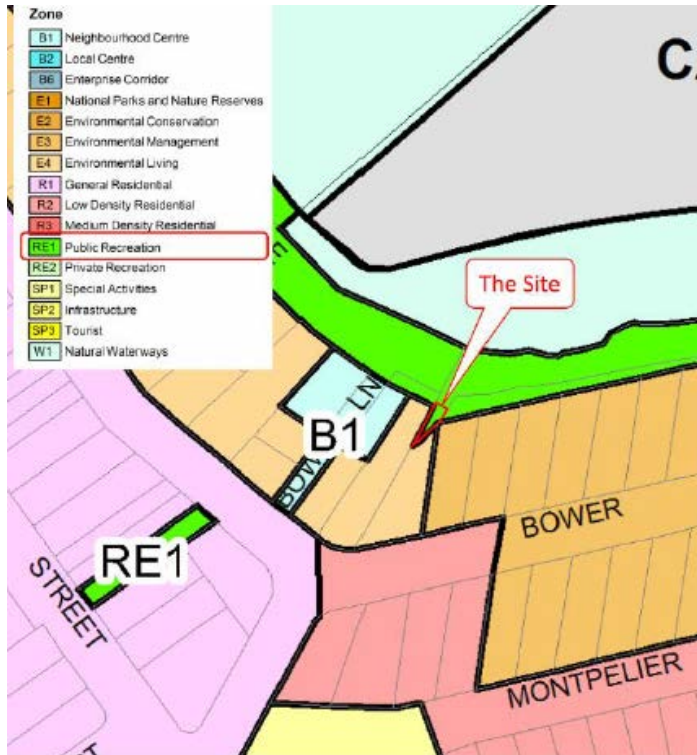 Zone
B1 Neighbourhood Centre
B2 Local Centre
B6 Enterprise Corridor
E1 National Parks and Nature Reserves
E2 Environmental Conservation
E3 Environmental Management
E4 Environmental Living
R1 General Residential
R2 Low Density Residential
R3 Medium Density Residential
RE1 Public Recreation
RE2 Private Recreation
SP1 Special Activities
SP2 Infrastructure
SP3 Tourist
W1 Natural Waterways
The Site
B1
LN
BOWER
RE1
STREET
MONTPELIER